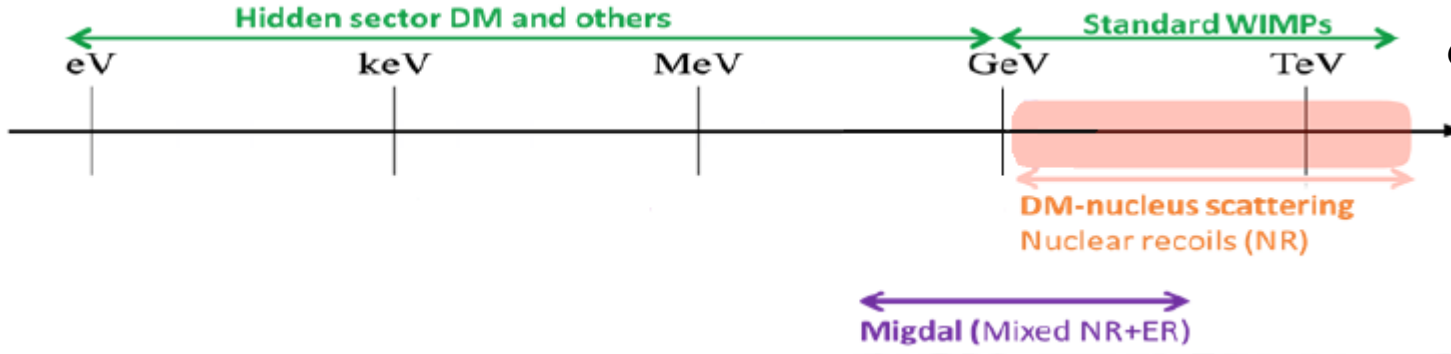 Hidden sector DM and others
Standard WIMPs
eV keV MeV GeV TeV
DM-nucleus scattering
Nuclear recoils (NR)
Migdal (Mixed NR+ER)